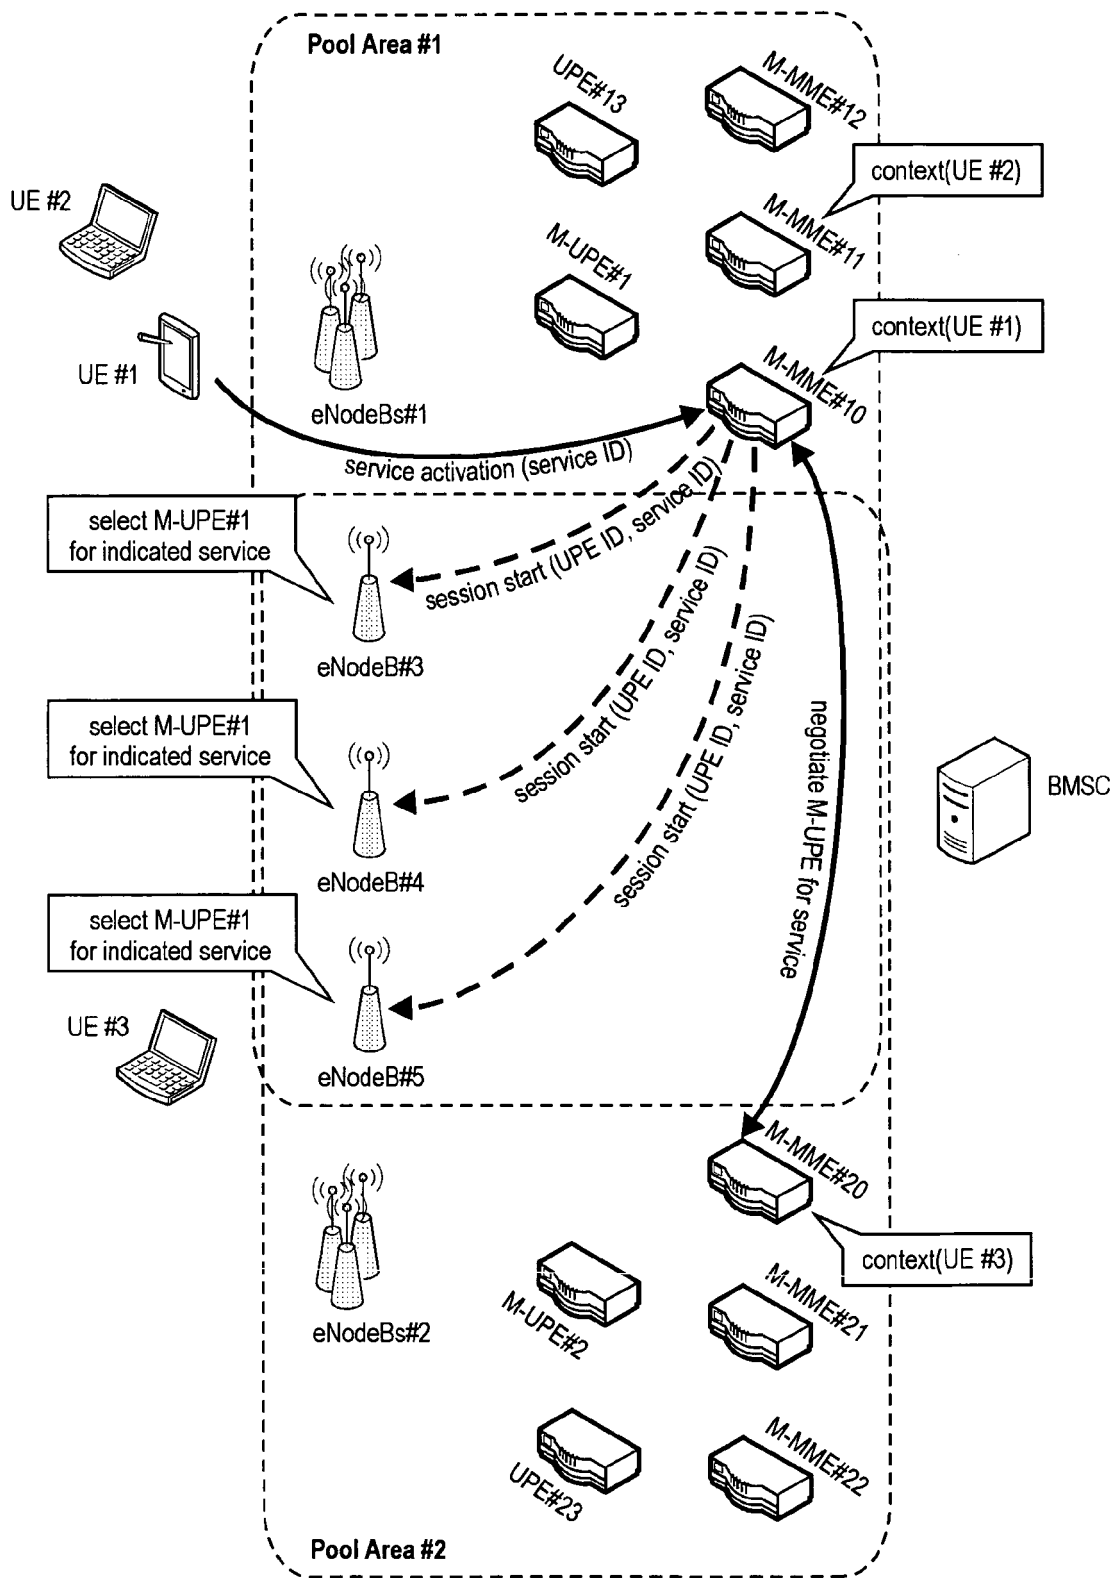 Pool Area #1
UPE#13
M-MME#12
context(UE #2)
UE #2
M-MME#11
M-UPE#1
context(UE #1)
UE #1
M-MME#10
eNodeBs#1
service activation (service ID)
select M-UPE#1
for indicated service
session start (UPE ID, service ID)
eNodeB#3
select M-UPE#1
for indicated service
session start (UPE ID, service ID)
negotiate M-UPE for service
BMSC
eNodeB#4
session start (UPE ID, service ID)
select M-UPE#1
for indicated service
UE #3
eNodeB#5
M-MME#20
context(UE #3)
eNodeBs#2
M-UPE#2
M-MME#21
UPE#23
M-MME#22
Pool Area #2